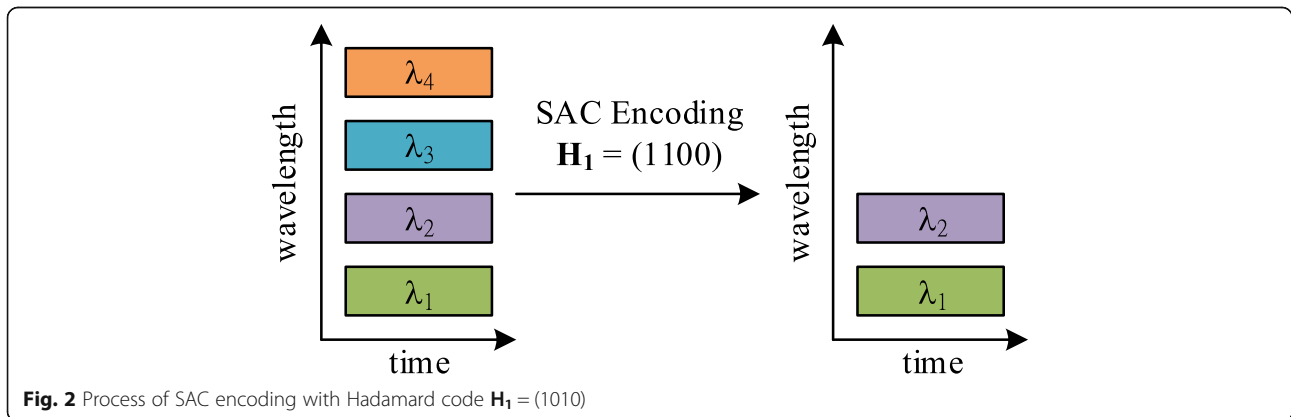 wavelength
λ4
λ3
λ2
λ1
time
SAC Encoding
H1 = (1100)
wavelength
λ2
λ1
time
Fig. 2 Process of SAC encoding with Hadamard code H1 = (1010)